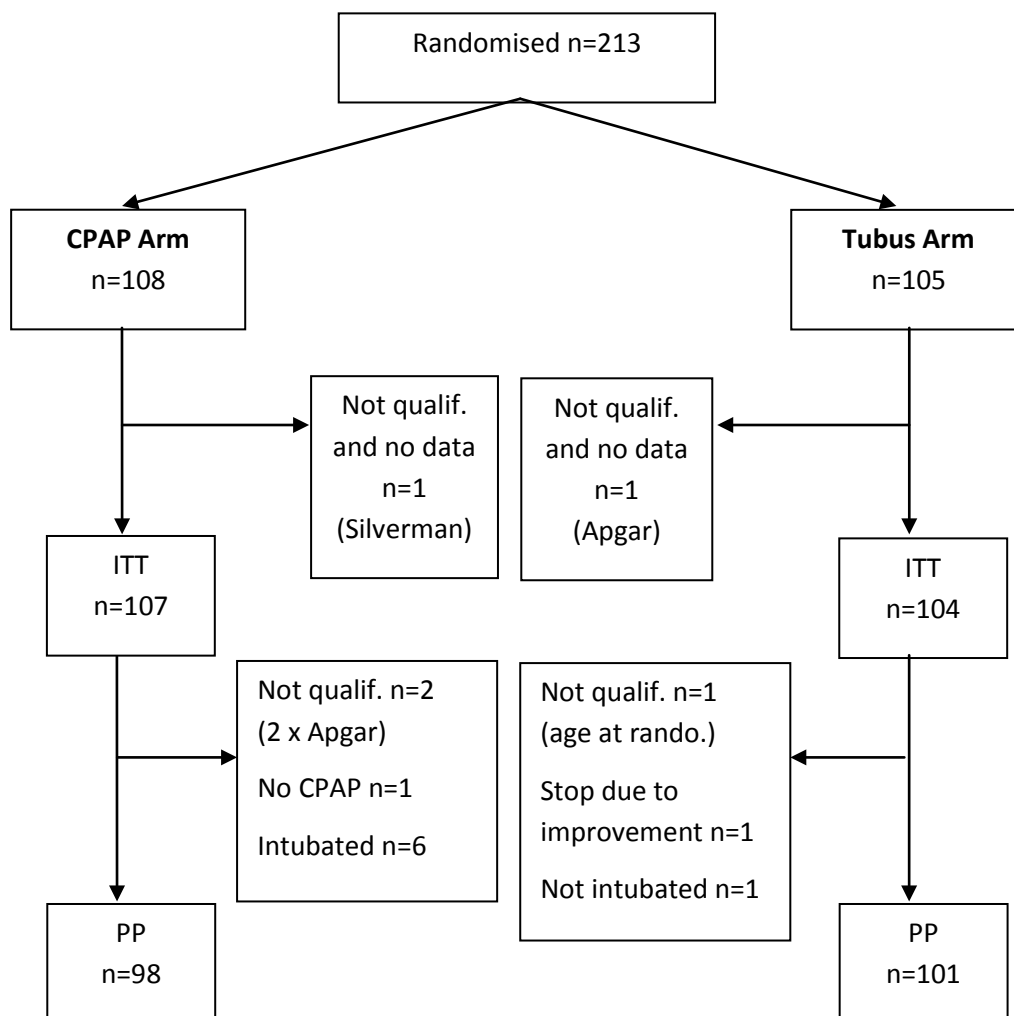 Randomised n=213
CPAP Arm
n=108
Tubus Arm
n=105
Not qualif.
and no data
n=1
(Silverman)
Not qualif.
and no data
n=1
(Apgar)
ITT
n=107
ITT
n=104
Not qualif. n=2
(2 x Apgar)
No CPAP n=1
Intubated n=6
Not qualif. n=1
(age at rando.)
Stop due to
improvement n=1
Not intubated n=1
PP
n=98
PP
n=101